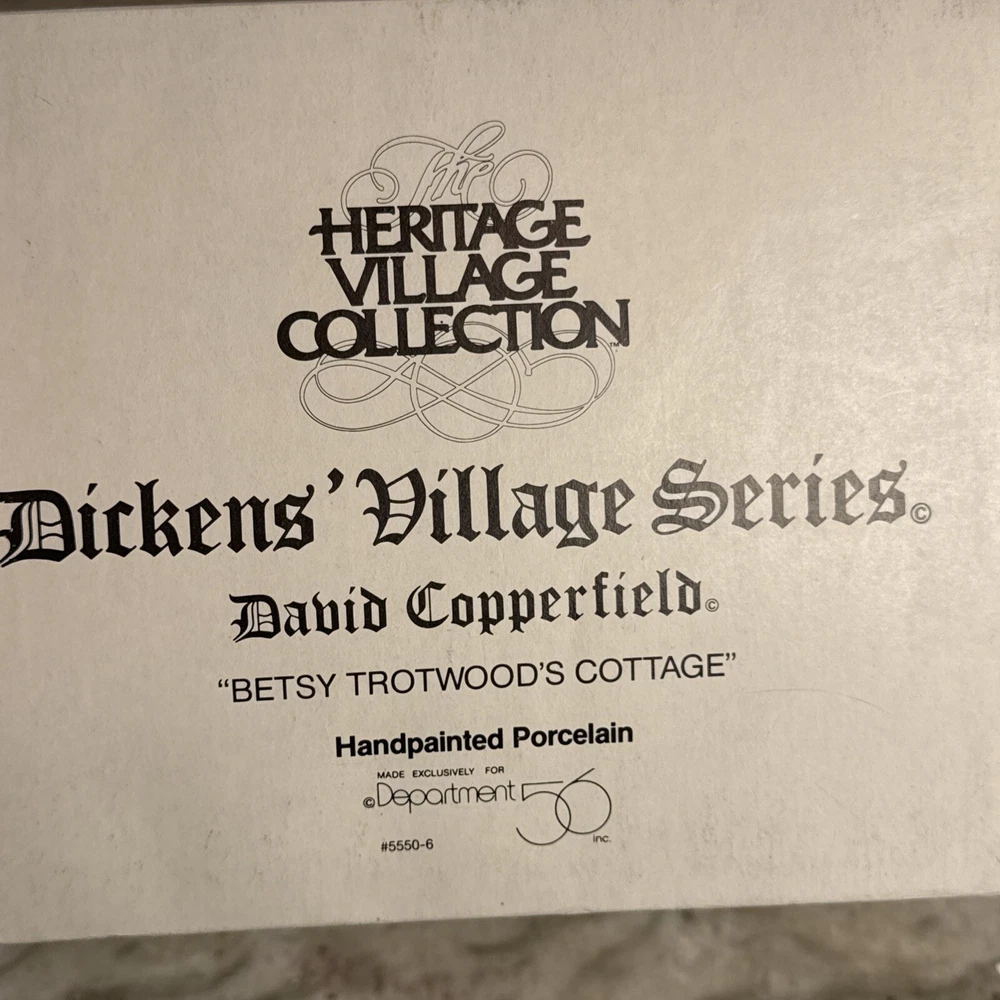 The
HERITAGE
VILLAGE
COLLECTION™
Dickens' Village Series©
David Copperfield©
“BETSY TROTWOOD’S COTTAGE”
Handpainted Porcelain
MADE EXCLUSIVELY FOR
©Department 56 inc.
#5550-6